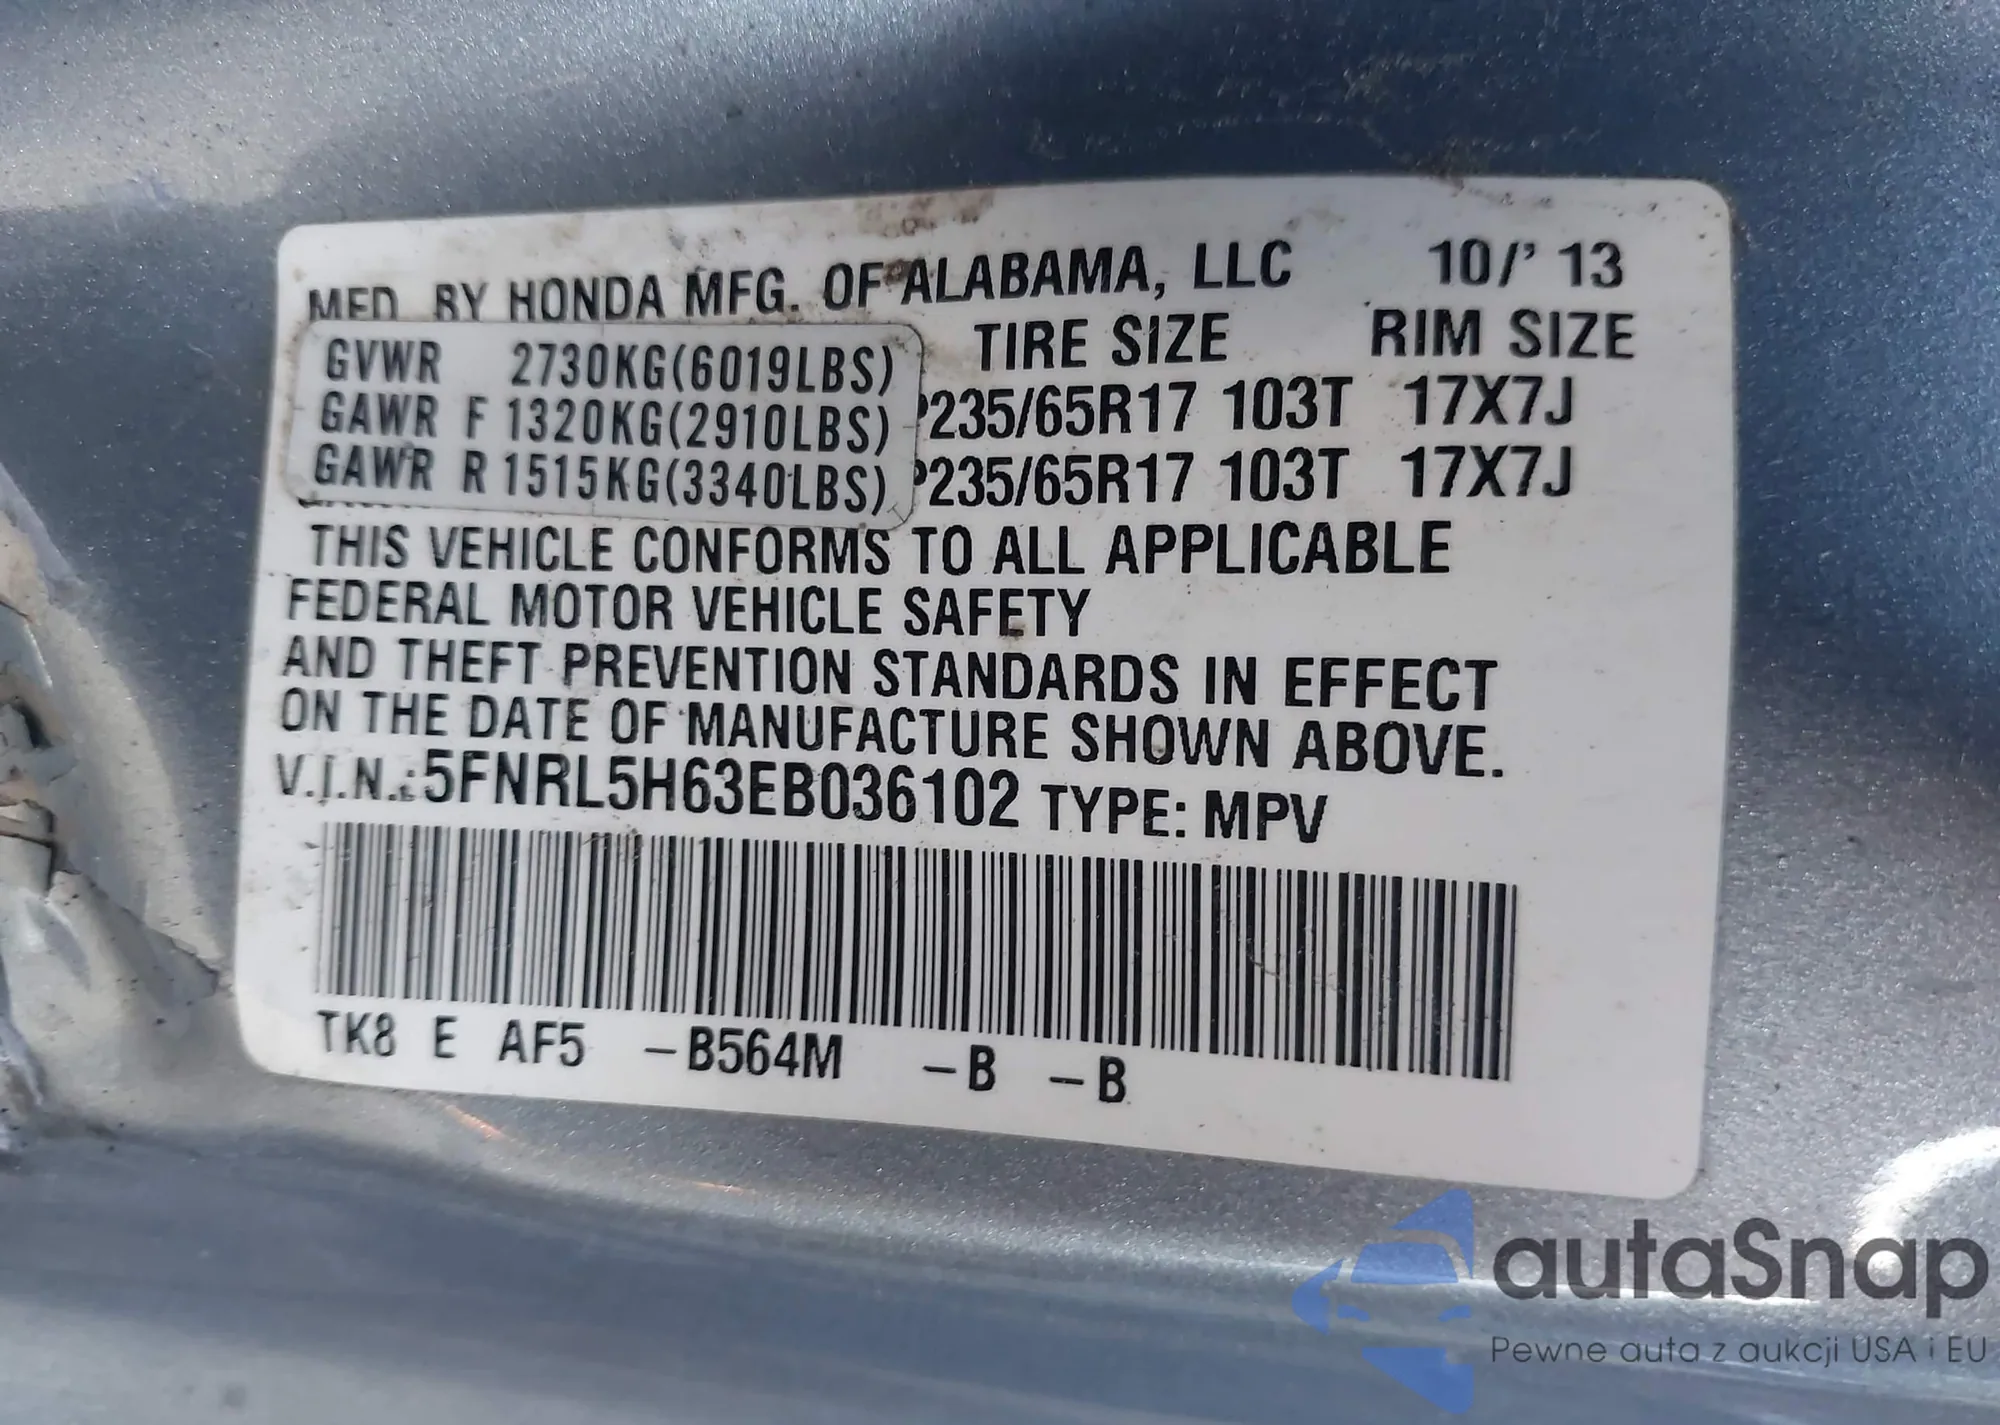 MFD. BY HONDA MFG. OF ALABAMA, LLC 10/' 13
TIRE SIZE RIM SIZE
GVWR 2730KG(6019LBS)
GAWR F 1320KG(2910LBS) P235/65R17 103T 17X7J
GAWR R 1515KG(3340LBS) P235/65R17 103T 17X7J
THIS VEHICLE CONFORMS TO ALL APPLICABLE
FEDERAL MOTOR VEHICLE SAFETY
AND THEFT PREVENTION STANDARDS IN EFFECT
ON THE DATE OF MANUFACTURE SHOWN ABOVE.
V.I.N.: 5FNRL5H63EB036102 TYPE: MPV
TK8 E AF5 -B564M -B -B
autaSnap
Pewne auta z aukcji USA i EU